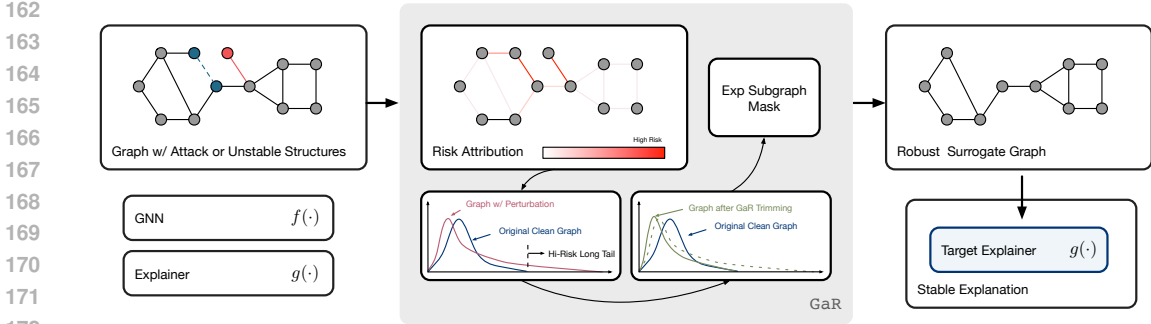 162
163
164
165
166
167
168
169
170
171
Graph w/ Attack or Unstable Structures
GNN f(·)
Explainer g(·)
High Risk
Risk Attribution
Exp Subgraph
Mask
Graph w/ Perturbation
Original Clean Graph
Hi-Risk Long Tail
Graph after GaR Trimming
Original Clean Graph
GaR
Robust Surrogate Graph
Target Explainer g(·)
Stable Explanation